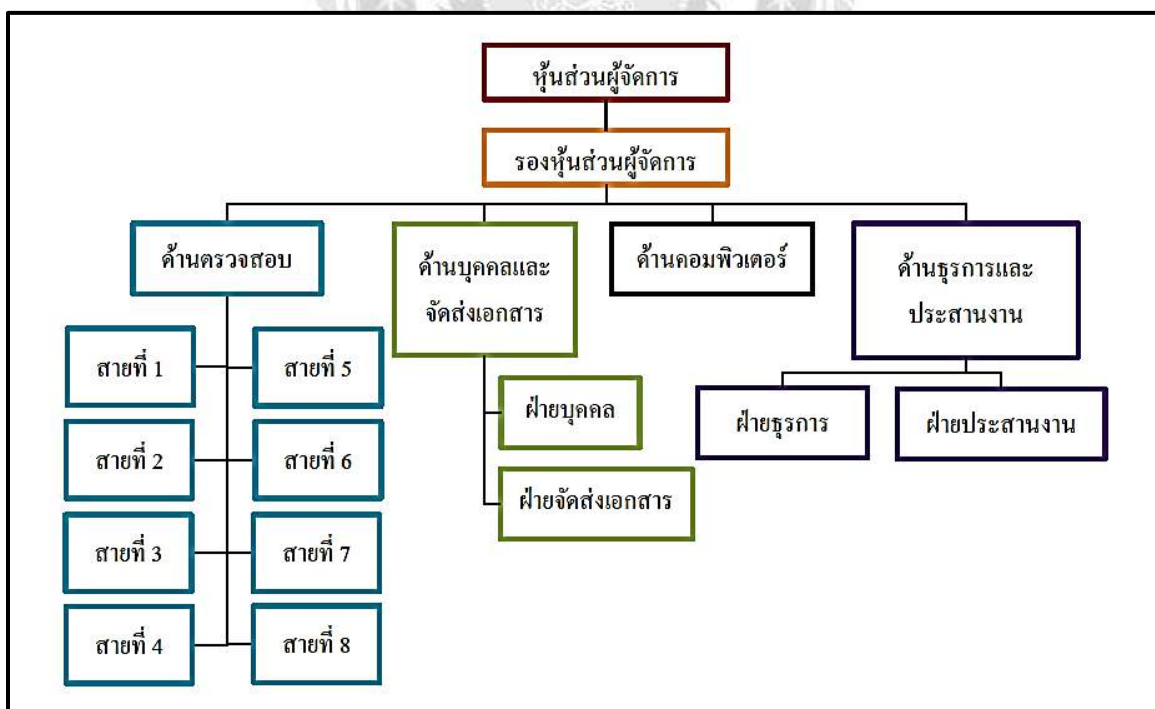 หุ้นส่วนผู้จัดการ
รองหุ้นส่วนผู้จัดการ
ด้านตรวจสอบ
สายที่ 1
สายที่ 5
สายที่ 2
สายที่ 6
สายที่ 3
สายที่ 7
สายที่ 4
สายที่ 8
ด้านบุคคลและ
จัดส่งเอกสาร
ฝ่ายบุคคล
ฝ่ายจัดส่งเอกสาร
ด้านคอมพิวเตอร์
ด้านธุรการและ
ประสานงาน
ฝ่ายธุรการ
ฝ่ายประสานงาน